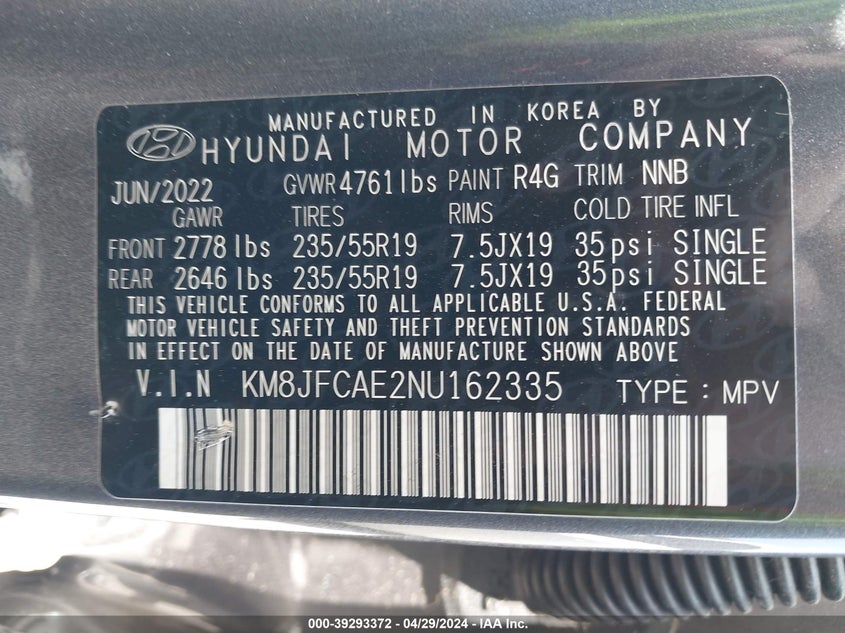 MANUFACTURED IN KOREA BY
HYUNDAI MOTOR COMPANY
JUN/2022 GVWR 4761lbs PAINT R4G TRIM NNB
GAWR TIRES RIMS COLD TIRE INFL
FRONT 2778 lbs 235/55R19 7.5JX19 35psi SINGLE
REAR 2646 lbs 235/55R19 7.5JX19 35psi SINGLE
THIS VEHICLE CONFORMS TO ALL APPLICABLE U.S.A. FEDERAL
MOTOR VEHICLE SAFETY AND THEFT PREVENTION STANDARDS
IN EFFECT ON THE DATE OF MANUFACTURE SHOWN ABOVE
V.I.N KM8JFCAE2NU162335 TYPE : MPV
000-39293372 - 04/29/2024 - IAA Inc.